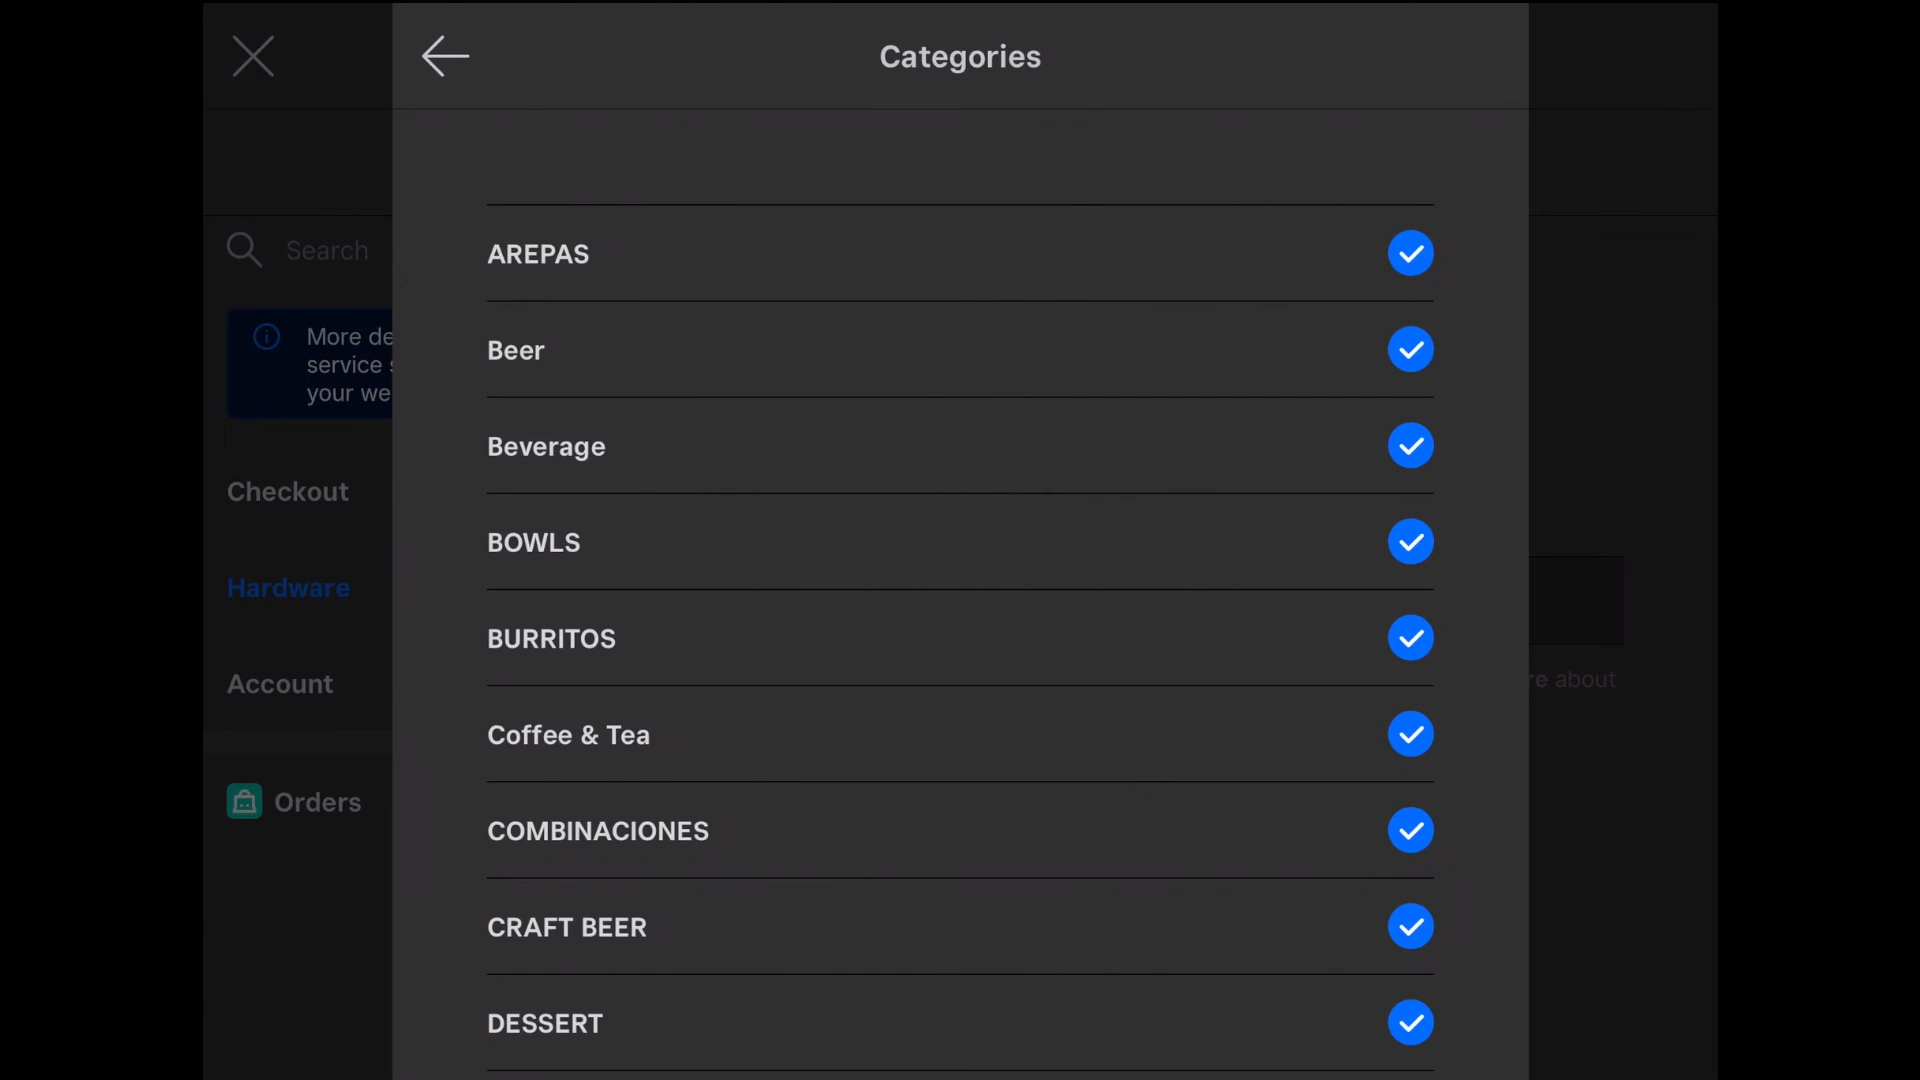 Categories
Search
More de
service
your we
Checkout
Hardware
Account
Orders
AREPAS
Beer
Beverage
BOWLS
BURRITOS
Coffee & Tea
COMBINACIONES
CRAFT BEER
DESSERT
re about